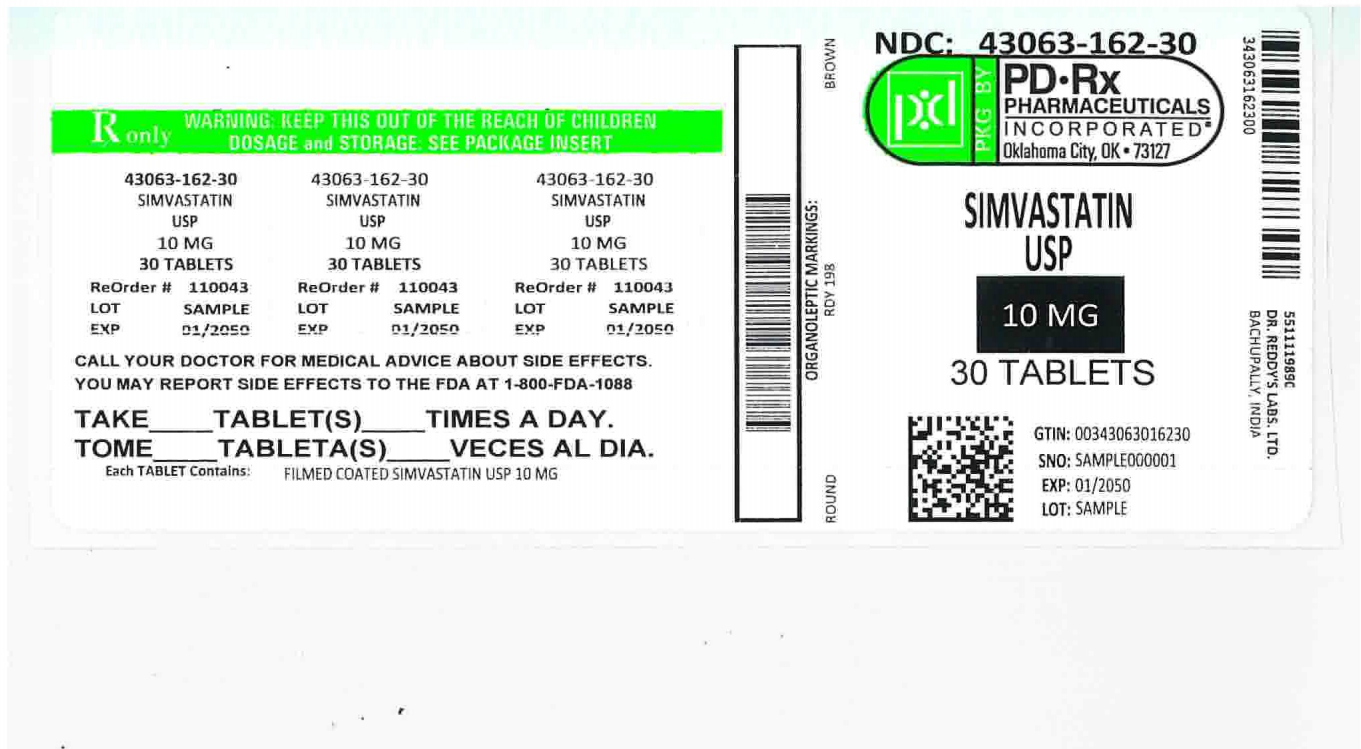 Rx only
WARNING: KEEP THIS OUT OF THE REACH OF CHILDREN
DOSAGE and STORAGE: SEE PACKAGE INSERT
43063-162-30
SIMVASTATIN
USP
10 MG
30 TABLETS
ReOrder # 110043
LOT SAMPLE
EXP 01/2050
43063-162-30
SIMVASTATIN
USP
10 MG
30 TABLETS
ReOrder # 110043
LOT SAMPLE
EXP 01/2050
43063-162-30
SIMVASTATIN
USP
10 MG
30 TABLETS
ReOrder # 110043
LOT SAMPLE
EXP 01/2050
CALL YOUR DOCTOR FOR MEDICAL ADVICE ABOUT SIDE EFFECTS.
YOU MAY REPORT SIDE EFFECTS TO THE FDA AT 1-800-FDA-1088
TAKE____TABLET(S)____TIMES A DAY.
TOME____TABLETA(S)____VECES AL DIA.
Each TABLET Contains: FILMED COATED SIMVASTATIN USP 10 MG
ORGANOLEPTIC MARKINGS:
ROUND RDY 198 BROWN
NDC: 43063-162-30
PKG BY
PD•Rx
PHARMACEUTICALS
INCORPORATED®
Oklahoma City, OK • 73127
SIMVASTATIN
USP
10 MG
30 TABLETS
GTIN: 00343063016230
SNO: SAMPLE000001
EXP: 01/2050
LOT: SAMPLE
343063162300
551111989C
DR. REDDY'S LABS. LTD.
BACHUPALLY, INDIA